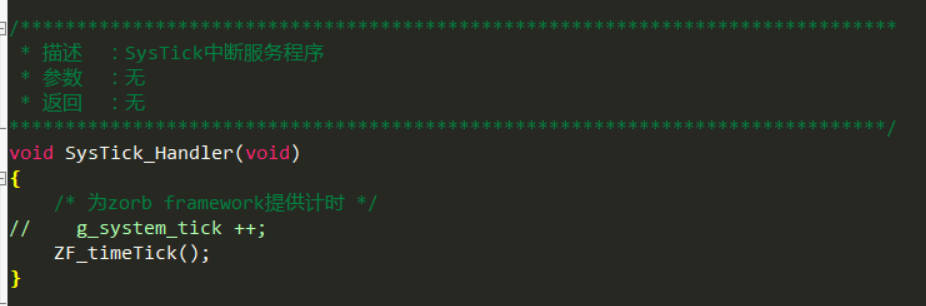 /******************************************************************************
 * 描述  ：SysTick中断服务程序
 * 参数  ：无
 * 返回  ：无
******************************************************************************/
void SysTick_Handler(void)
{
    /* 为zorb framework提供计时 */
//    g_system_tick ++;
    ZF_timeTick();
}